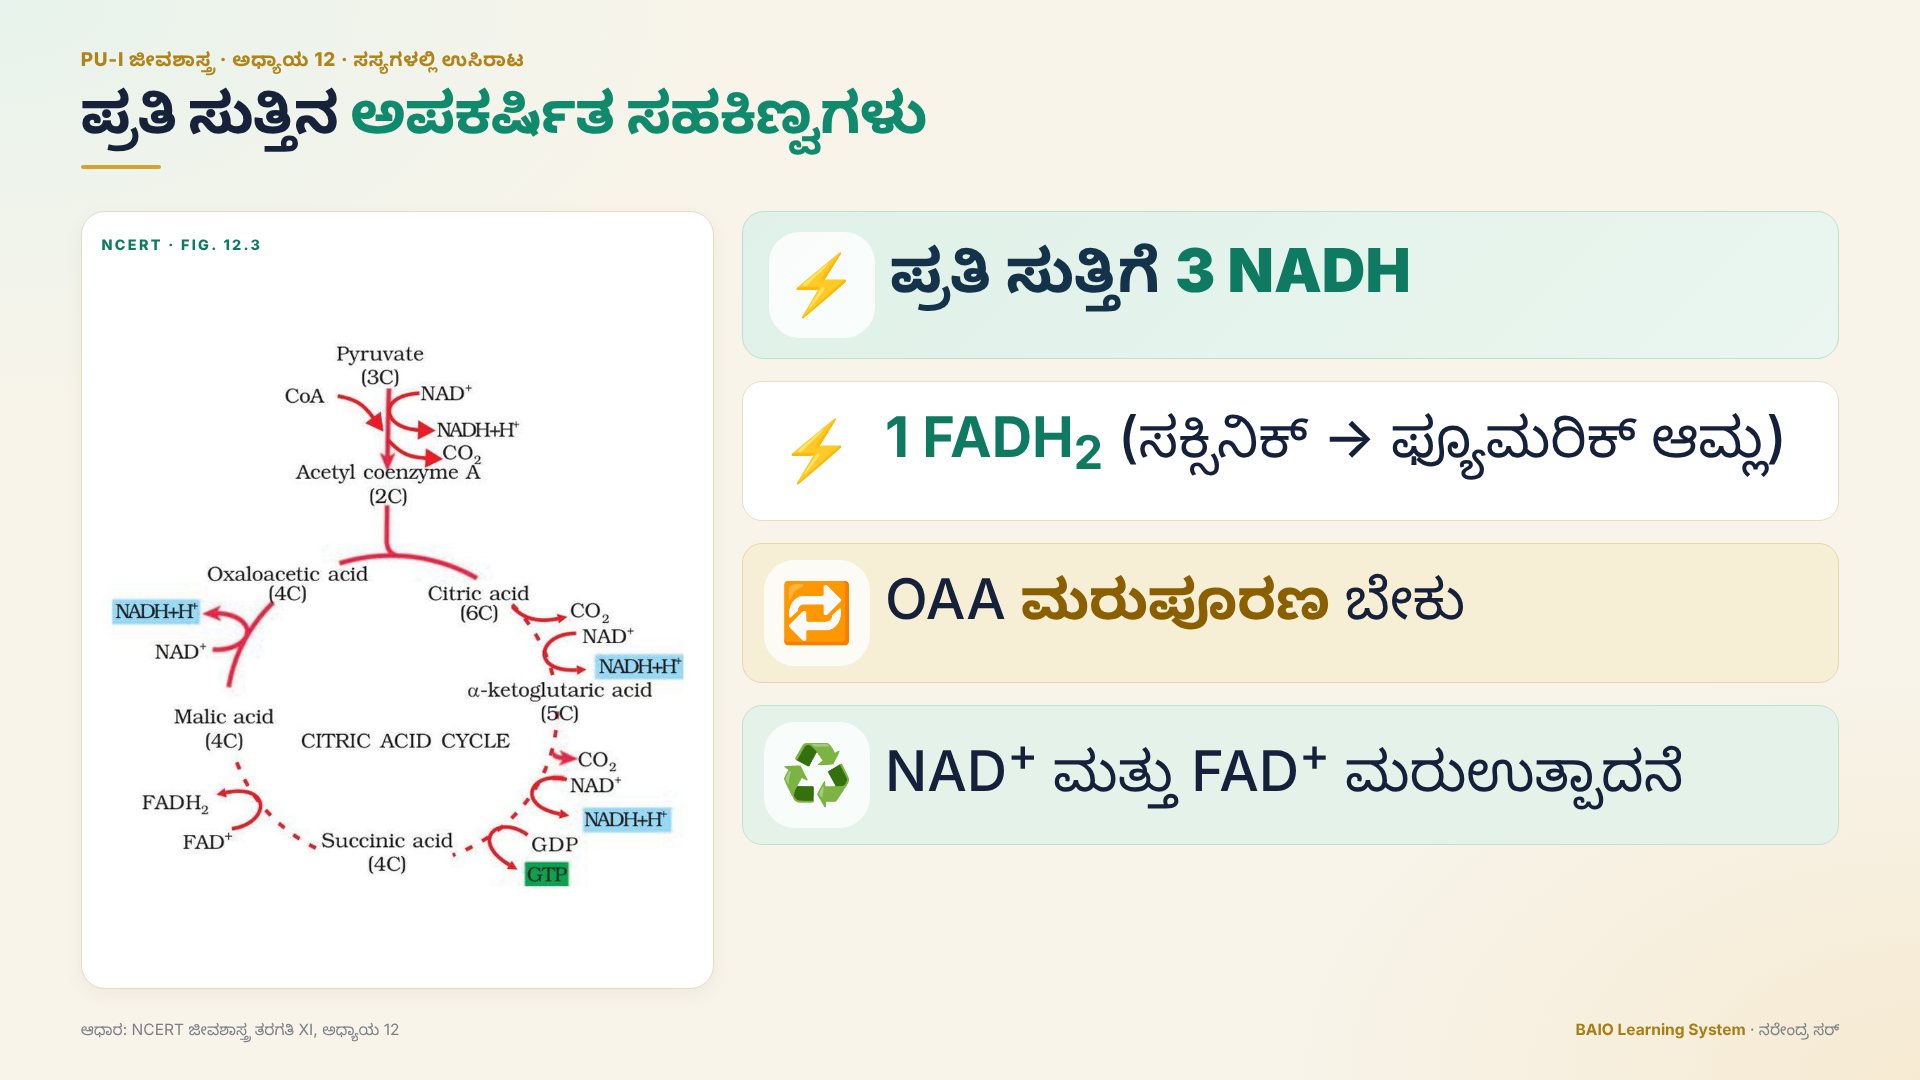 PU-I ಜೀವಶಾಸ್ತ್ರ · ಅಧ್ಯಾಯ 12 · ಸಸ್ಯಗಳಲ್ಲಿ ಉಸಿರಾಟ
ಪ್ರತಿ ಸುತ್ತಿನ ಅಪಕರ್ಷಿತ ಸಹಕಿಣ್ವಗಳು
NCERT · FIG. 12.3
Pyruvate
(3C)
CoA
NAD⁺
NADH+H⁺
CO₂
Acetyl coenzyme A
(2C)
Oxaloacetic acid
(4C)
Citric acid
(6C)
NADH+H⁺
NAD⁺
CO₂
NAD⁺
NADH+H⁺
α-ketoglutaric acid
(5C)
Malic acid
(4C)
CITRIC ACID CYCLE
CO₂
NAD⁺
NADH+H⁺
FADH₂
FAD⁺
Succinic acid
(4C)
GDP
GTP
ಪ್ರತಿ ಸುತ್ತಿಗೆ 3 NADH
1 FADH₂ (ಸಕ್ಸಿನಿಕ್ → ಫ್ಯೂಮರಿಕ್ ಆಮ್ಲ)
OAA ಮರುಪೂರಣ ಬೇಕು
NAD⁺ ಮತ್ತು FAD⁺ ಮರುಉತ್ಪಾದನೆ
ಆಧಾರ: NCERT ಜೀವಶಾಸ್ತ್ರ ತರಗತಿ XI, ಅಧ್ಯಾಯ 12
BAIO Learning System · ನರೇಂದ್ರ ಸರ್